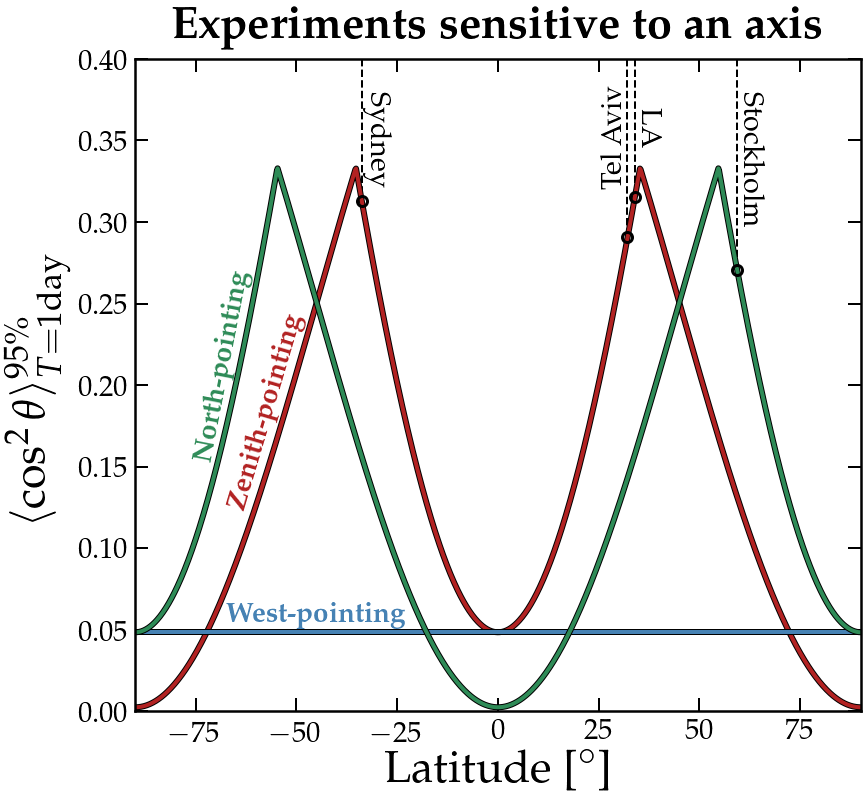 Experiments sensitive to an axis
⟨cos² θ⟩^95%_T=1day
0.40
0.35
0.30
0.25
0.20
0.15
0.10
0.05
0.00
Sydney
Tel Aviv
LA
Stockholm
North-pointing
Zenith-pointing
West-pointing
−75
−50
−25
0
25
50
75
Latitude [°]